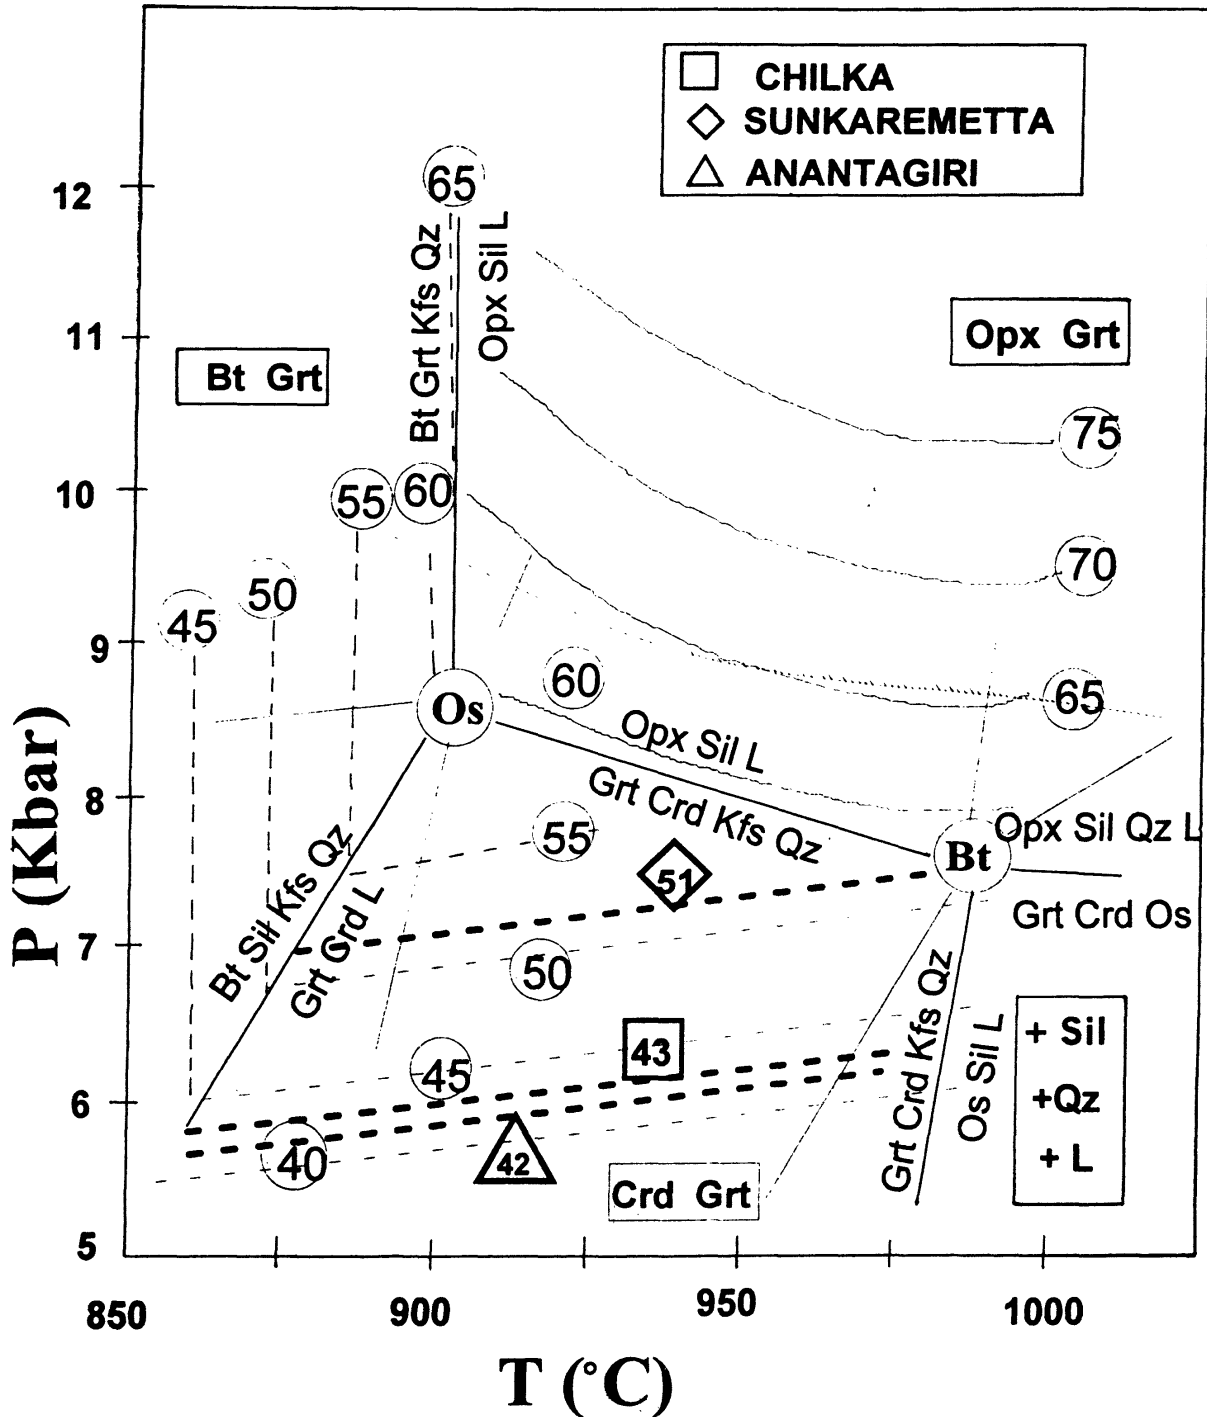 CHILKA
SUNKAREMETTA
ANANTAGIRI
12
65
Bt Grt Kfs Qz
Opx Sil L
11
Bt Grt
Opx Grt
75
10
55
60
50
70
45
9
60
65
Os
Opx Sil L
8
Grt Crd Kfs Qz
55
Opx Sil Qz L
Bt
51
Bt Sil Kfs Qz
Grt Crd L
Grt Crd Os
7
50
Grt Crd Kfs Qz
Os Sil L
+ Sil
+Qz
+ L
43
45
6
40
42
Crd Grt
5
P (Kbar)
850
900
950
1000
T (°C)